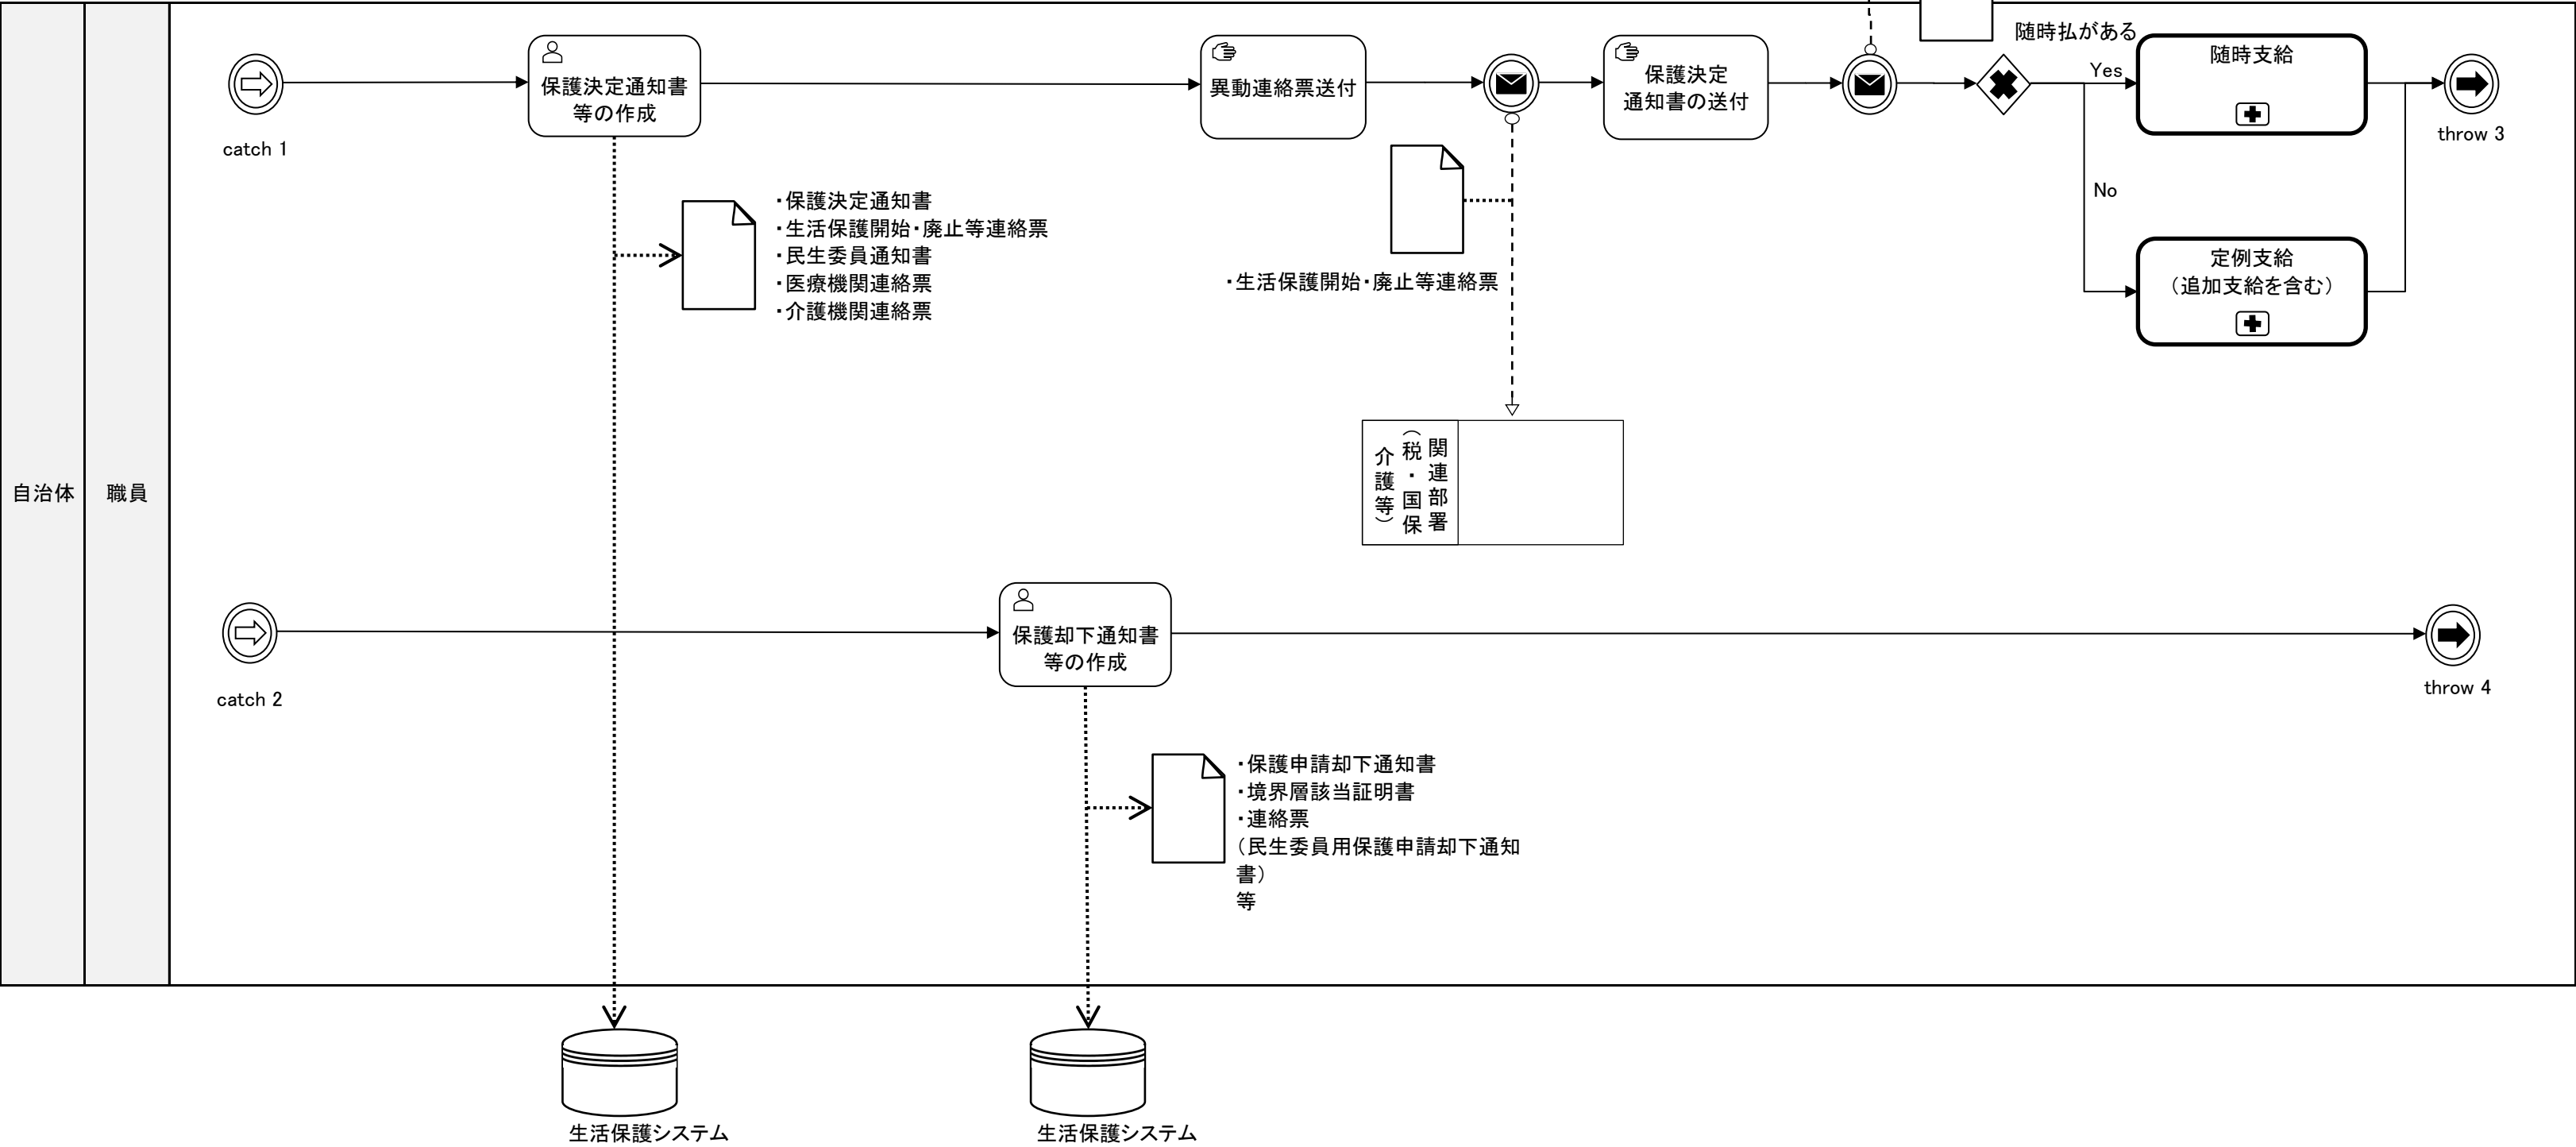 自治体
職員
catch 1
保護決定通知書
等の作成
・保護決定通知書
・生活保護開始・廃止等連絡票
・民生委員通知書
・医療機関連絡票
・介護機関連絡票
異動連絡票送付
・生活保護開始・廃止等連絡票
関連部署
（税・国保
介護等）
保護決定
通知書の送付
随時払がある
Yes
No
随時支給
定例支給
（追加支給を含む）
throw 3
catch 2
保護却下通知書
等の作成
・保護申請却下通知書
・境界層該当証明書
・連絡票
（民生委員用保護申請却下通知
書）
等
throw 4
生活保護システム
生活保護システム